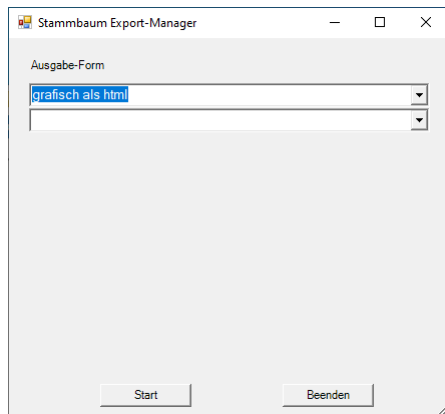 Stammbaum Export-Manager
Ausgabe-Form
grafisch als html
Start Beenden